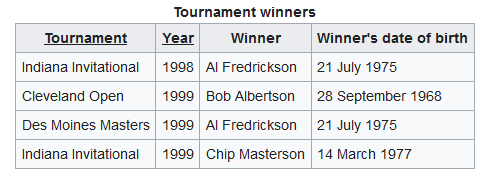 Tournament winners
Tournament Year Winner Winner's date of birth
Indiana Invitational 1998 Al Fredrickson 21 July 1975
Cleveland Open 1999 Bob Albertson 28 September 1968
Des Moines Masters 1999 Al Fredrickson 21 July 1975
Indiana Invitational 1999 Chip Masterson 14 March 1977